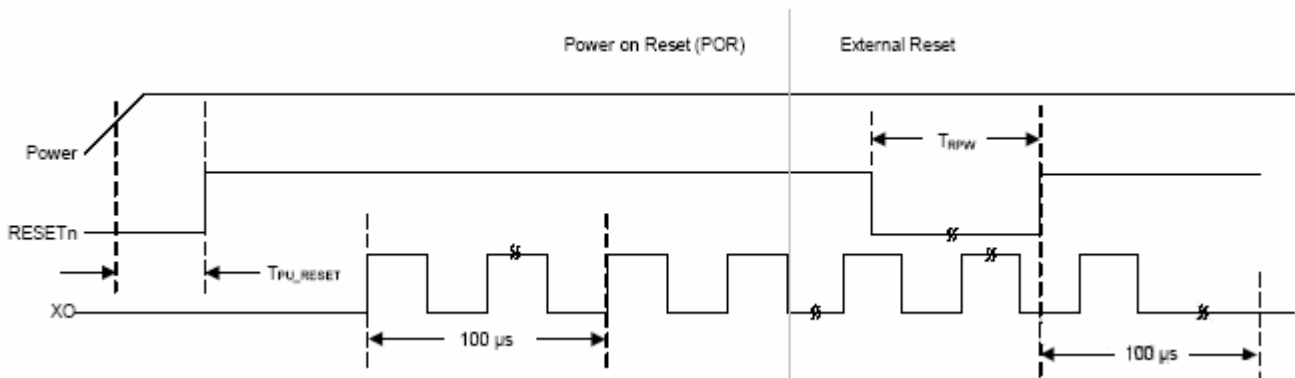 Power on Reset (POR)
External Reset
Power
TRPW
RESETn
TPU_RESET
XO
100 µs
100 µs